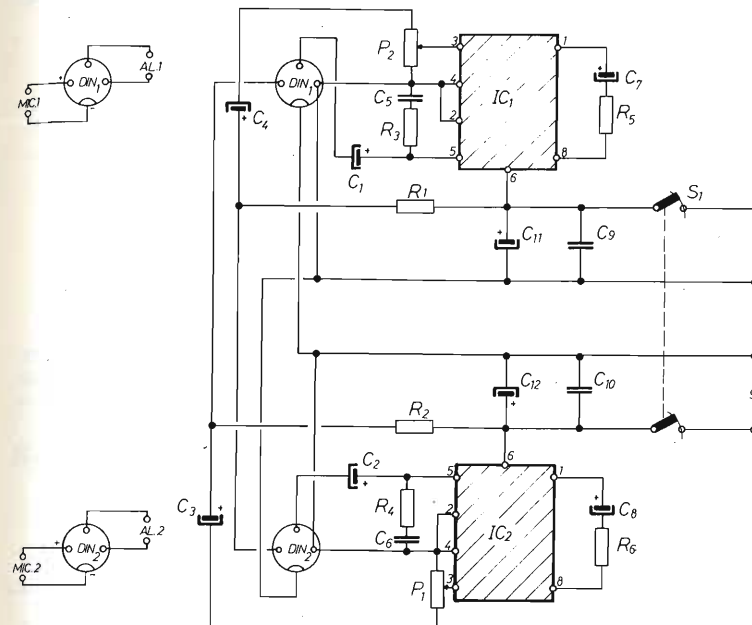 DIN₁
AL.1
MIC.1
+
−
P₂
3
1
DIN₁
4
C₅
2
IC₁
C₇
+
R₃
R₅
C₄
+
C₁
+
5
8
6
R₁
S₁
C₁₁
+
C₉
C₁₂
+
C₁₀
R₂
6
C₂
+
5
1
R₄
2
C₈
+
C₃
+
AL.2
DIN₂
MIC.2
+
−
DIN₂
C₆
4
IC₂
R₆
P₁
3
8